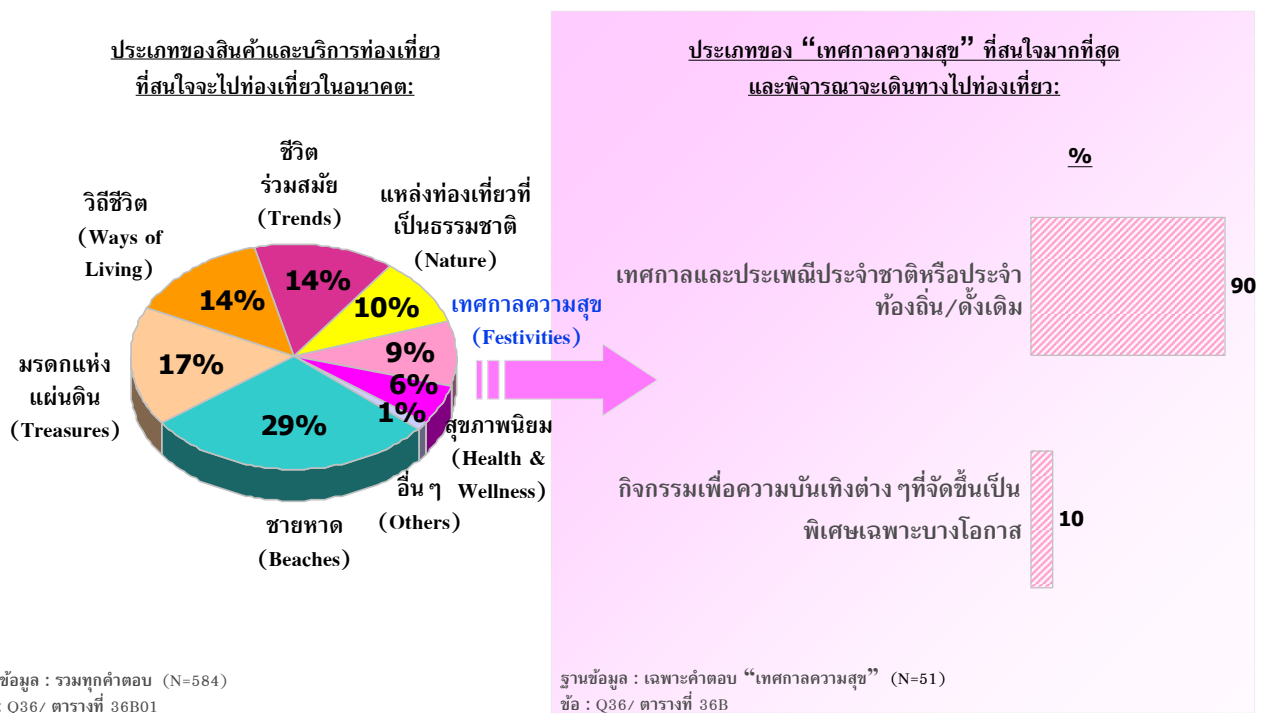 ประเภทของสินค้าและบริการท่องเที่ยว
ที่สนใจจะไปท่องเที่ยวในอนาคต:
ชีวิต
ร่วมสมัย
(Trends)
แหล่งท่องเที่ยวที่
เป็นธรรมชาติ
(Nature)
วิถีชีวิต
(Ways of
Living)
14%
14%
10%
เทศกาลความสุข
(Festivities)
9%
มรดกแห่ง
แผ่นดิน
(Treasures)
17%
6%
1%
29%
สุขภาพนิยม
(Health &
Wellness)
อื่น ๆ
(Others)
ชายหาด
(Beaches)
ข้อมูล : รวมทุกคำตอบ (N=584)
: Q36/ ตารางที่ 36B01
ประเภทของ “เทศกาลความสุข” ที่สนใจมากที่สุด
และพิจารณาจะเดินทางไปท่องเที่ยว:
%
เทศกาลและประเพณีประจำชาติหรือประจำ
ท้องถิ่น/ดั้งเดิม
90
กิจกรรมเพื่อความบันเทิงต่าง ๆที่จัดขึ้นเป็น
พิเศษเฉพาะบางโอกาส
10
ฐานข้อมูล : เฉพาะคำตอบ “เทศกาลความสุข” (N=51)
ข้อ : Q36/ ตารางที่ 36B